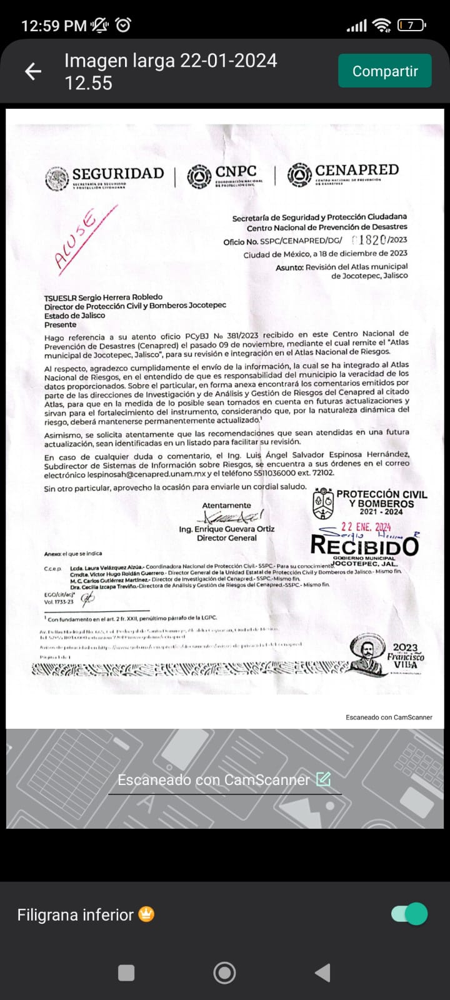 12:59 PM
7
Imagen larga 22-01-2024
12.55
Compartir
SEGURIDAD
SECRETARÍA DE SEGURIDAD
Y PROTECCIÓN CIUDADANA
CNPC
COORDINACIÓN NACIONAL
DE PROTECCIÓN CIVIL
CENAPRED
CENTRO NACIONAL DE PREVENCIÓN
DE DESASTRES
ACUSE
Secretaría de Seguridad y Protección Ciudadana
Centro Nacional de Prevención de Desastres
Oficio No. SSPC/CENAPRED/DG/ 01820/2023
Ciudad de México, a 18 de diciembre de 2023
Asunto: Revisión del Atlas municipal
de Jocotepec, Jalisco
TSUESLR Sergio Herrera Robledo
Director de Protección Civil y Bomberos Jocotepec
Estado de Jalisco
Presente
Hago referencia a su atento oficio PCyBJ No 381/2023 recibido en este Centro Nacional de
Prevención de Desastres (Cenapred) el pasado 09 de noviembre, mediante el cual remite el "Atlas
municipal de Jocotepec, Jalisco", para su revisión e integración en el Atlas Nacional de Riesgos.
Al respecto, agradezco cumplidamente el envío de la información, la cual se ha integrado al Atlas
Nacional de Riesgos, en el entendido de que es responsabilidad del municipio la veracidad de los
datos proporcionados. Sobre el particular, en forma anexa encontrará los comentarios emitidos por
parte de las direcciones de Investigación y de Análisis y Gestión de Riesgos del Cenapred al citado
Atlas, para que en la medida de lo posible sean tomados en cuenta en futuras actualizaciones y
sirvan para el fortalecimiento del instrumento, considerando que, por la naturaleza dinámica del
riesgo, deberá mantenerse permanentemente actualizado.¹
Asimismo, se solicita atentamente que las recomendaciones que sean atendidas en una futura
actualización, sean identificadas en un listado para facilitar su revisión.
En caso de cualquier duda o comentario, el Ing. Luis Ángel Salvador Espinosa Hernández,
Subdirector de Sistemas de Información sobre Riesgos, se encuentra a sus órdenes en el correo
electrónico lespinosah@cenapred.unam.mx y el teléfono 5511036000 ext. 72102.
Sin otro particular, aprovecho la ocasión para enviarle un cordial saludo.
Atentamente
Ing. Enrique Guevara Ortiz
Director General
PROTECCIÓN CIVIL
Y BOMBEROS
2021 - 2024
22 ENE. 2024
Sergio Herrera R
RECIBIDO
GOBIERNO MUNICIPAL
JOCOTEPEC, JAL.
Anexo: el que se indica
C.c.e.p. Lcda. Laura Velázquez Alzúa.- Coordinadora Nacional de Protección Civil.- SSPC.- Para su conocimiento.
Cmdte. Víctor Hugo Roldán Guerrero.- Director General de la Unidad Estatal de Protección Civil y Bomberos de Jalisco.- Mismo fin.
M. C. Carlos Gutiérrez Martínez.- Director de Investigación del Cenapred.- SSPC.-Mismo fin.
Dra. Cecilia Izcapa Treviño.-Directora de Análisis y Gestión de Riesgos del Cenapred.-SSPC.- Mismo fin.
EGO/cit/acj*
Vol. 1733-23
¹ Con fundamento en el art. 2 fr. XXII, penúltimo párrafo de la LGPC.
Av. Delfín Madrigal No. 665, Col. Pedregal de Santo Domingo, Alcaldía Coyoacán, Ciudad de México.
Página 1 de 1
2023
Francisco
VILLA
Escaneado con CamScanner
Escaneado con CamScanner
Filigrana inferior